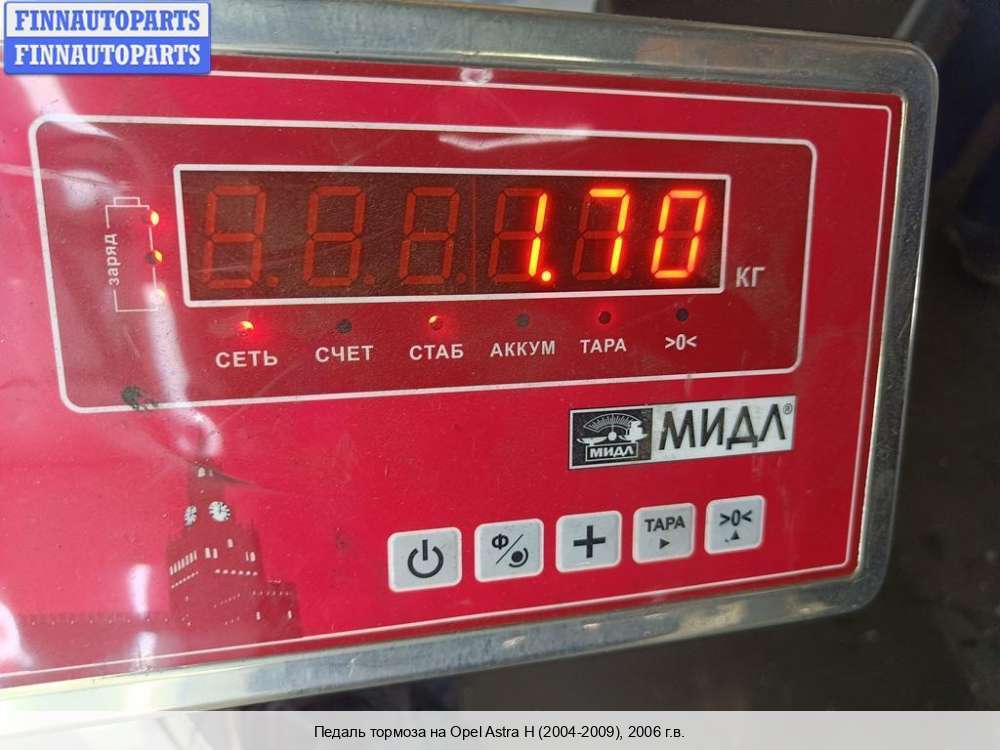 FINNAUTOPARTS
FINNAUTOPARTS
заряд
1.70
КГ
СЕТЬ СЧЕТ СТАБ АККУМ ТАРА >0<
МИДЛ МИДЛ®
Ф ТАРА >0<
Педаль тормоза на Opel Astra H (2004-2009), 2006 г.в.